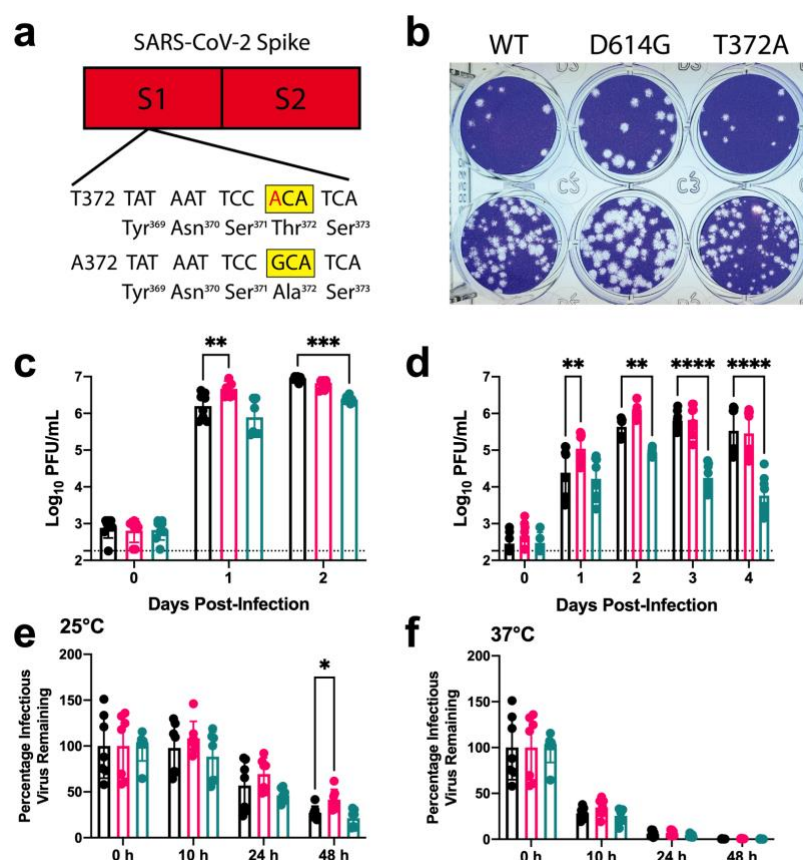 a
SARS-CoV-2 Spike
S1 S2
T372 TAT AAT TCC ACA TCA
Tyr³⁶⁹ Asn³⁷⁰ Ser³⁷¹ Thr³⁷² Ser³⁷³
A372 TAT AAT TCC GCA TCA
Tyr³⁶⁹ Asn³⁷⁰ Ser³⁷¹ Ala³⁷² Ser³⁷³
b
WT D614G T372A
c
Log₁₀ PFU/mL
7
6
5
4
3
2
** ***
0 1 2
Days Post-Infection
d
Log₁₀ PFU/mL
7
6
5
4
3
2
** ** **** ****
0 1 2 3 4
Days Post-Infection
e
25°C
Percentage Infectious
Virus Remaining
200
150
100
50
0
*
0 h 10 h 24 h 48 h
f
37°C
Percentage Infectious
Virus Remaining
200
150
100
50
0
0 h 10 h 24 h 48 h